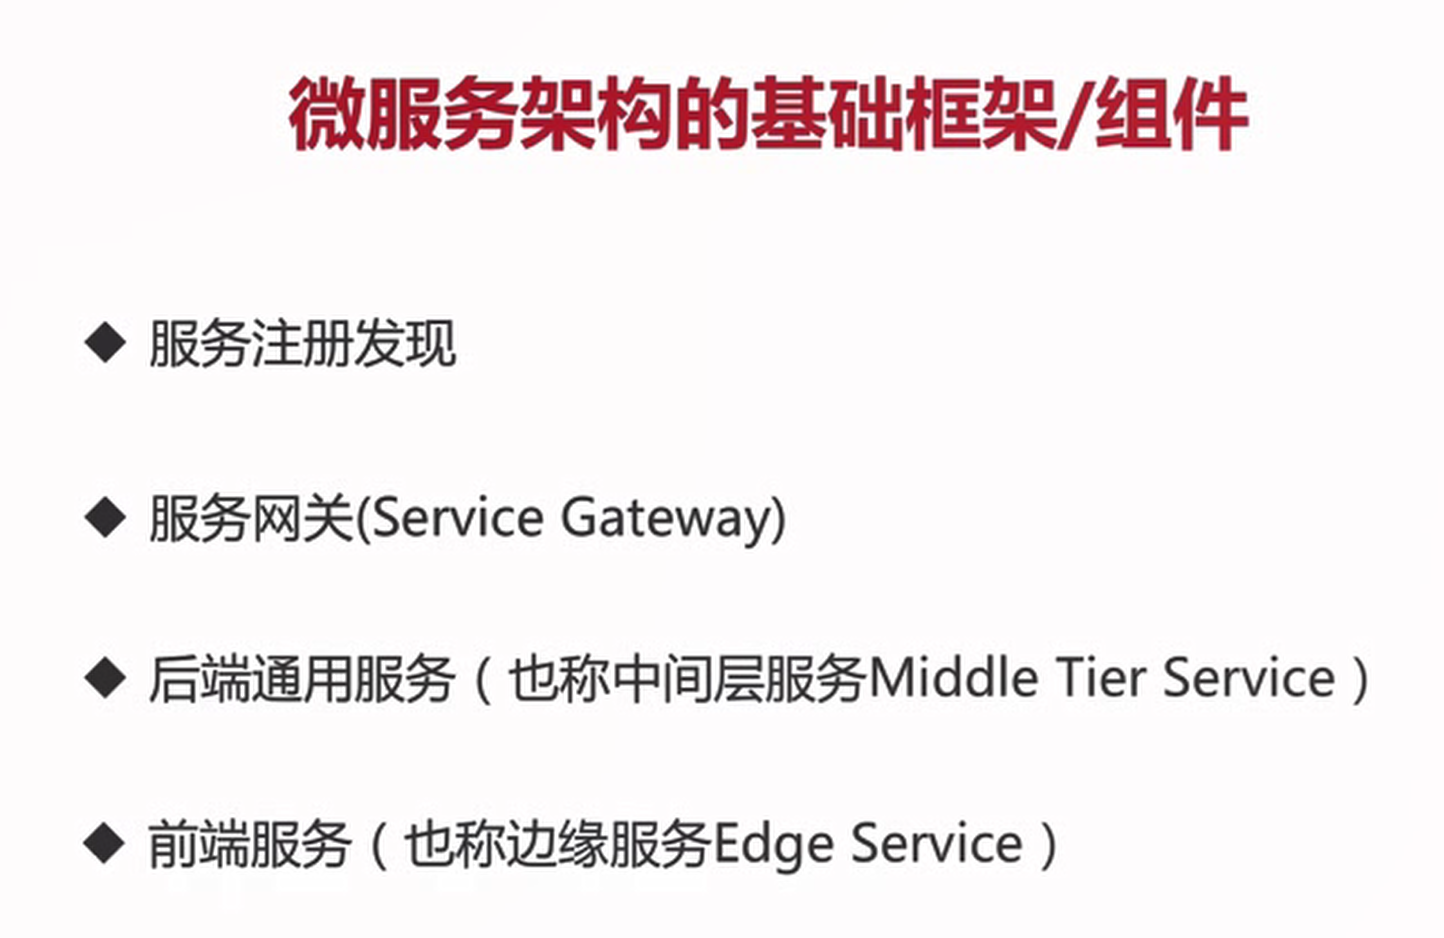 微服务架构的基础框架/组件
◆ 服务注册发现
◆ 服务网关(Service Gateway)
◆ 后端通用服务（也称中间层服务Middle Tier Service）
◆ 前端服务（也称边缘服务Edge Service）